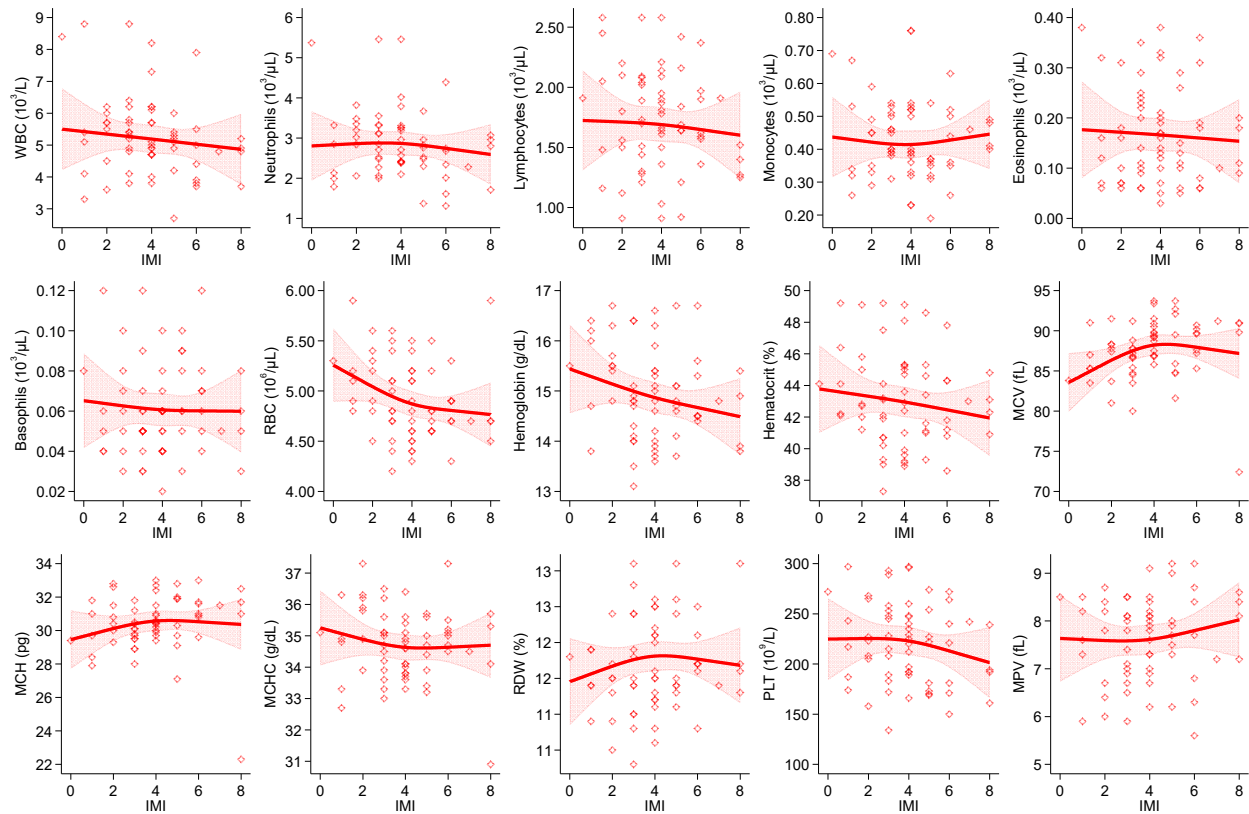 WBC (10³/L)
9
8
7
6
5
4
3
0 2 4 6 8
IMI
Neutrophils (10³/µL)
6
5
4
3
2
1
0 2 4 6 8
IMI
Lymphocytes (10³/µL)
2.50
2.00
1.50
1.00
0 2 4 6 8
IMI
Monocytes (10³/µL)
0.80
0.70
0.60
0.50
0.40
0.30
0.20
0 2 4 6 8
IMI
Eosinophils (10³/µL)
0.40
0.30
0.20
0.10
0.00
0 2 4 6 8
IMI
Basophils (10³/µL)
0.12
0.10
0.08
0.06
0.04
0.02
0 2 4 6 8
IMI
RBC (10⁶/µL)
6.00
5.50
5.00
4.50
4.00
0 2 4 6 8
IMI
Hemoglobin (g/dL)
17
16
15
14
13
0 2 4 6 8
IMI
Hematocrit (%)
50
48
46
44
42
40
38
36
0 2 4 6 8
IMI
MCV (fL)
95
90
85
80
75
70
0 2 4 6 8
IMI
MCH (pg)
34
32
30
28
26
24
22
0 2 4 6 8
IMI
MCHC (g/dL)
37
36
35
34
33
32
31
0 2 4 6 8
IMI
RDW (%)
13
13
12
12
11
11
0 2 4 6 8
IMI
PLT (10⁹/L)
300
250
200
150
100
0 2 4 6 8
IMI
MPV (fL)
9
8
7
6
5
0 2 4 6 8
IMI